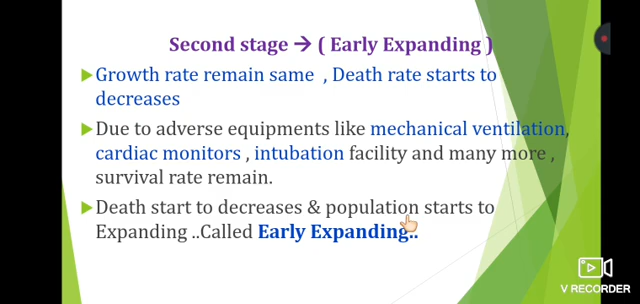 Second stage → ( Early Expanding )
Growth rate remain same , Death rate starts to
decreases
Due to adverse equipments like mechanical ventilation,
cardiac monitors , intubation facility and many more ,
survival rate remain.
Death start to decreases & population starts to
Expanding ..Called Early Expanding..
V RECORDER